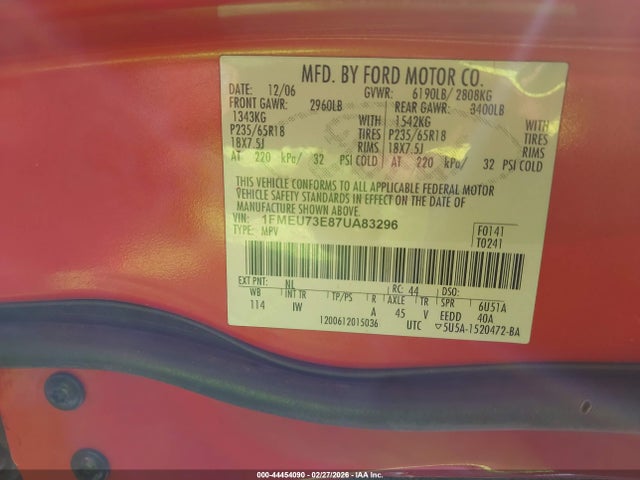 MFD. BY FORD MOTOR CO.
DATE: 12/06 GVWR: 6190LB/ 2808KG
FRONT GAWR: 2960LB REAR GAWR: 3400LB
1343KG WITH 1542KG WITH
P235/65R18 TIRES P235/65R18 TIRES
18X7.5J RIMS 18X7.5J RIMS
AT 220 kPa/ 32 PSI COLD AT 220 kPa/ 32 PSI COLD
THIS VEHICLE CONFORMS TO ALL APPLICABLE FEDERAL MOTOR
VEHICLE SAFETY STANDARDS IN EFFECT ON THE DATE OF
MANUFACTURE SHOWN ABOVE.
VIN: 1FMEU73E87UA83296 F0141
TYPE: MPV T0241
EXT PNT: NL RC: 44
WB INT TR TP/PS R AXLE TR SPR 6U51A
114 IW A 45 V EEDD 40A
1200612015036 UTC ▽5U5A-1520472-BA
000-44454090 - 02/27/2026 - Copyright IAA, LLC. All Rights Reserved.